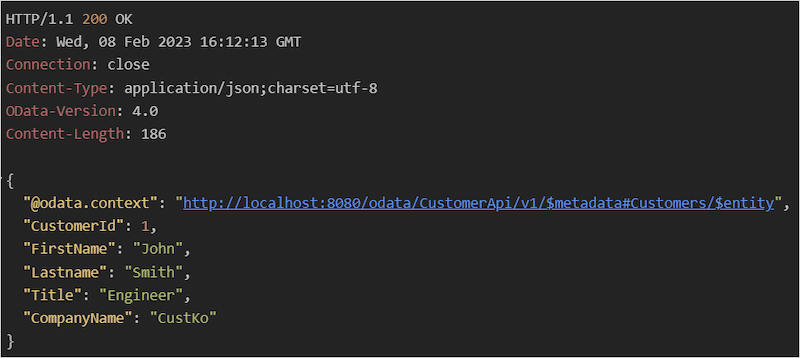 HTTP/1.1 200 OK
Date: Wed, 08 Feb 2023 16:12:13 GMT
Connection: close
Content-Type: application/json;charset=utf-8
OData-Version: 4.0
Content-Length: 186
{
"@odata.context": "http://localhost:8080/odata/CustomerApi/v1/$metadata#Customers/$entity",
"CustomerId": 1,
"FirstName": "John",
"Lastname": "Smith",
"Title": "Engineer",
"CompanyName": "CustKo"
}